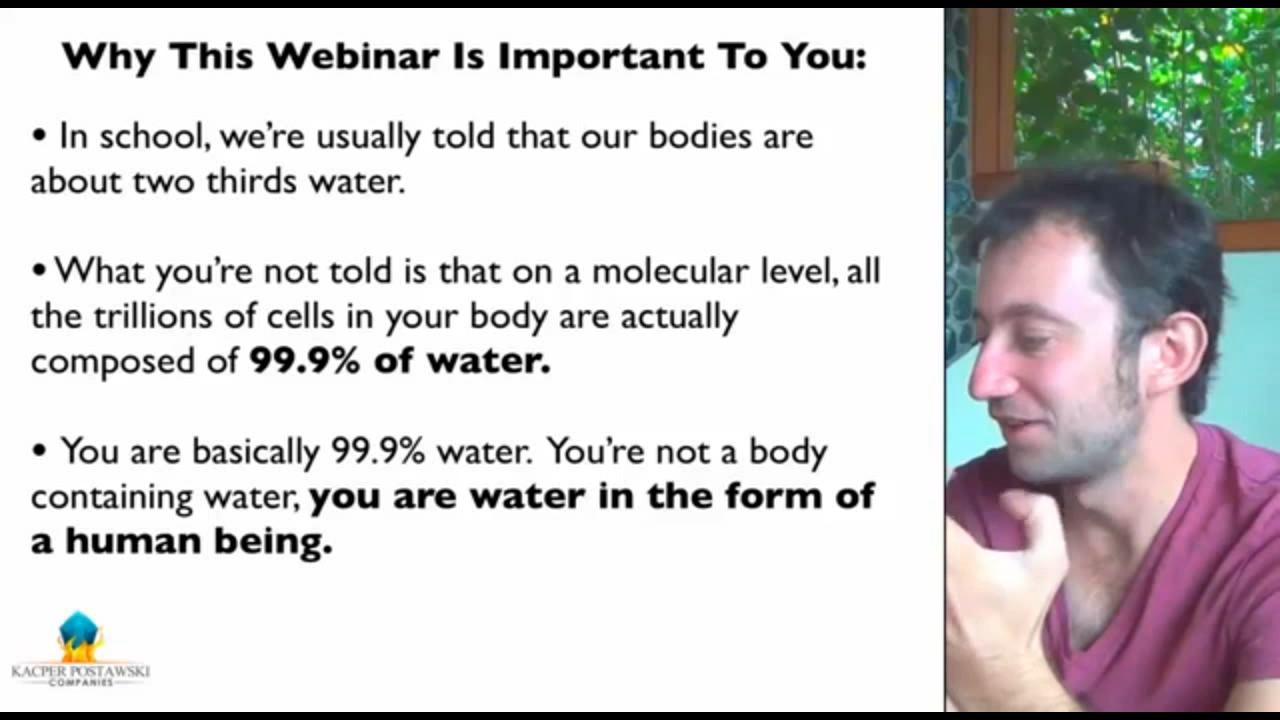 Why This Webinar Is Important To You:
• In school, we're usually told that our bodies are
about two thirds water.
• What you're not told is that on a molecular level, all
the trillions of cells in your body are actually
composed of 99.9% of water.
• You are basically 99.9% water. You're not a body
containing water, you are water in the form of
a human being.
KACPER POSTAWSKI
COMPANIES